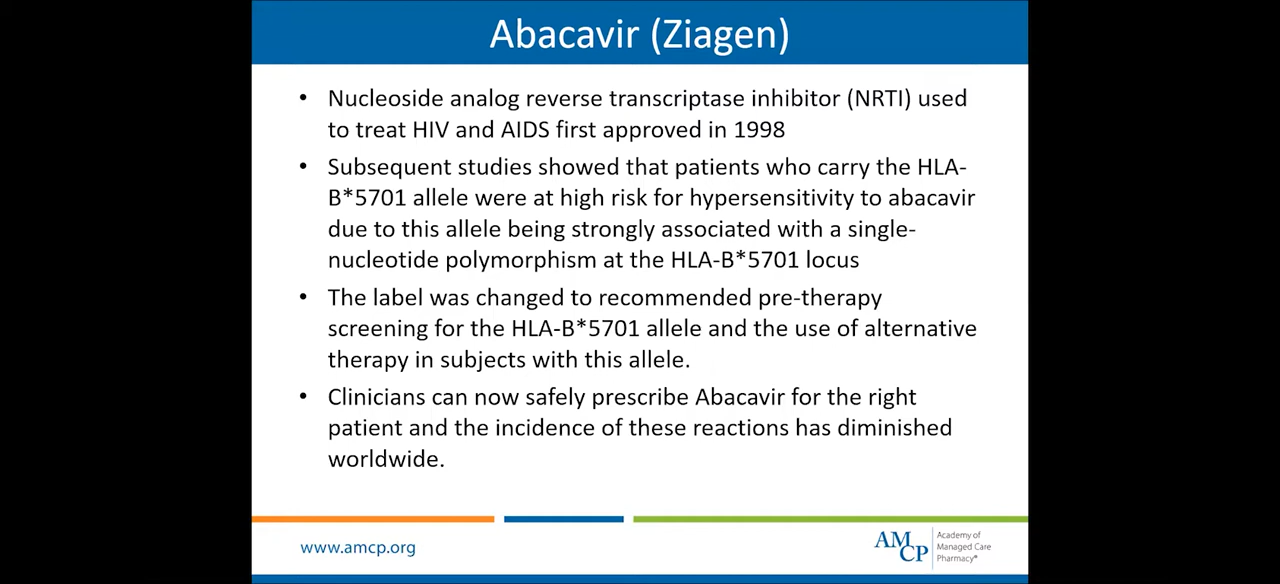 Abacavir (Ziagen)
• Nucleoside analog reverse transcriptase inhibitor (NRTI) used
to treat HIV and AIDS first approved in 1998
• Subsequent studies showed that patients who carry the HLA-
B*5701 allele were at high risk for hypersensitivity to abacavir
due to this allele being strongly associated with a single-
nucleotide polymorphism at the HLA-B*5701 locus
• The label was changed to recommended pre-therapy
screening for the HLA-B*5701 allele and the use of alternative
therapy in subjects with this allele.
• Clinicians can now safely prescribe Abacavir for the right
patient and the incidence of these reactions has diminished
worldwide.
www.amcp.org
AMCP
Academy of
Managed Care
Pharmacy®